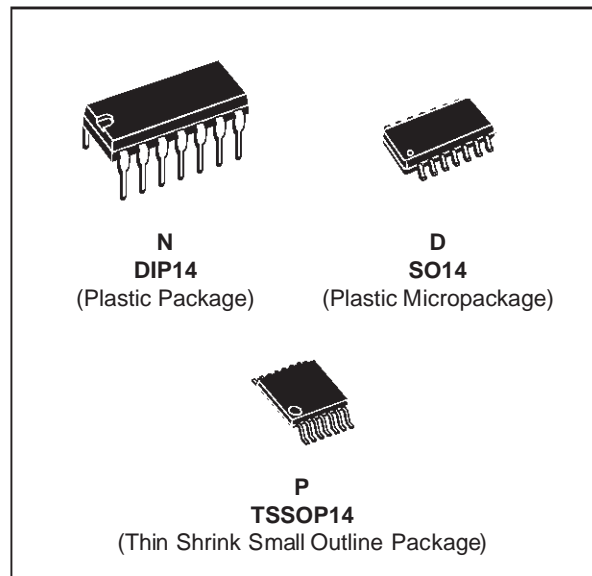 N
DIP14
(Plastic Package)
D
SO14
(Plastic Micropackage)
P
TSSOP14
(Thin Shrink Small Outline Package)